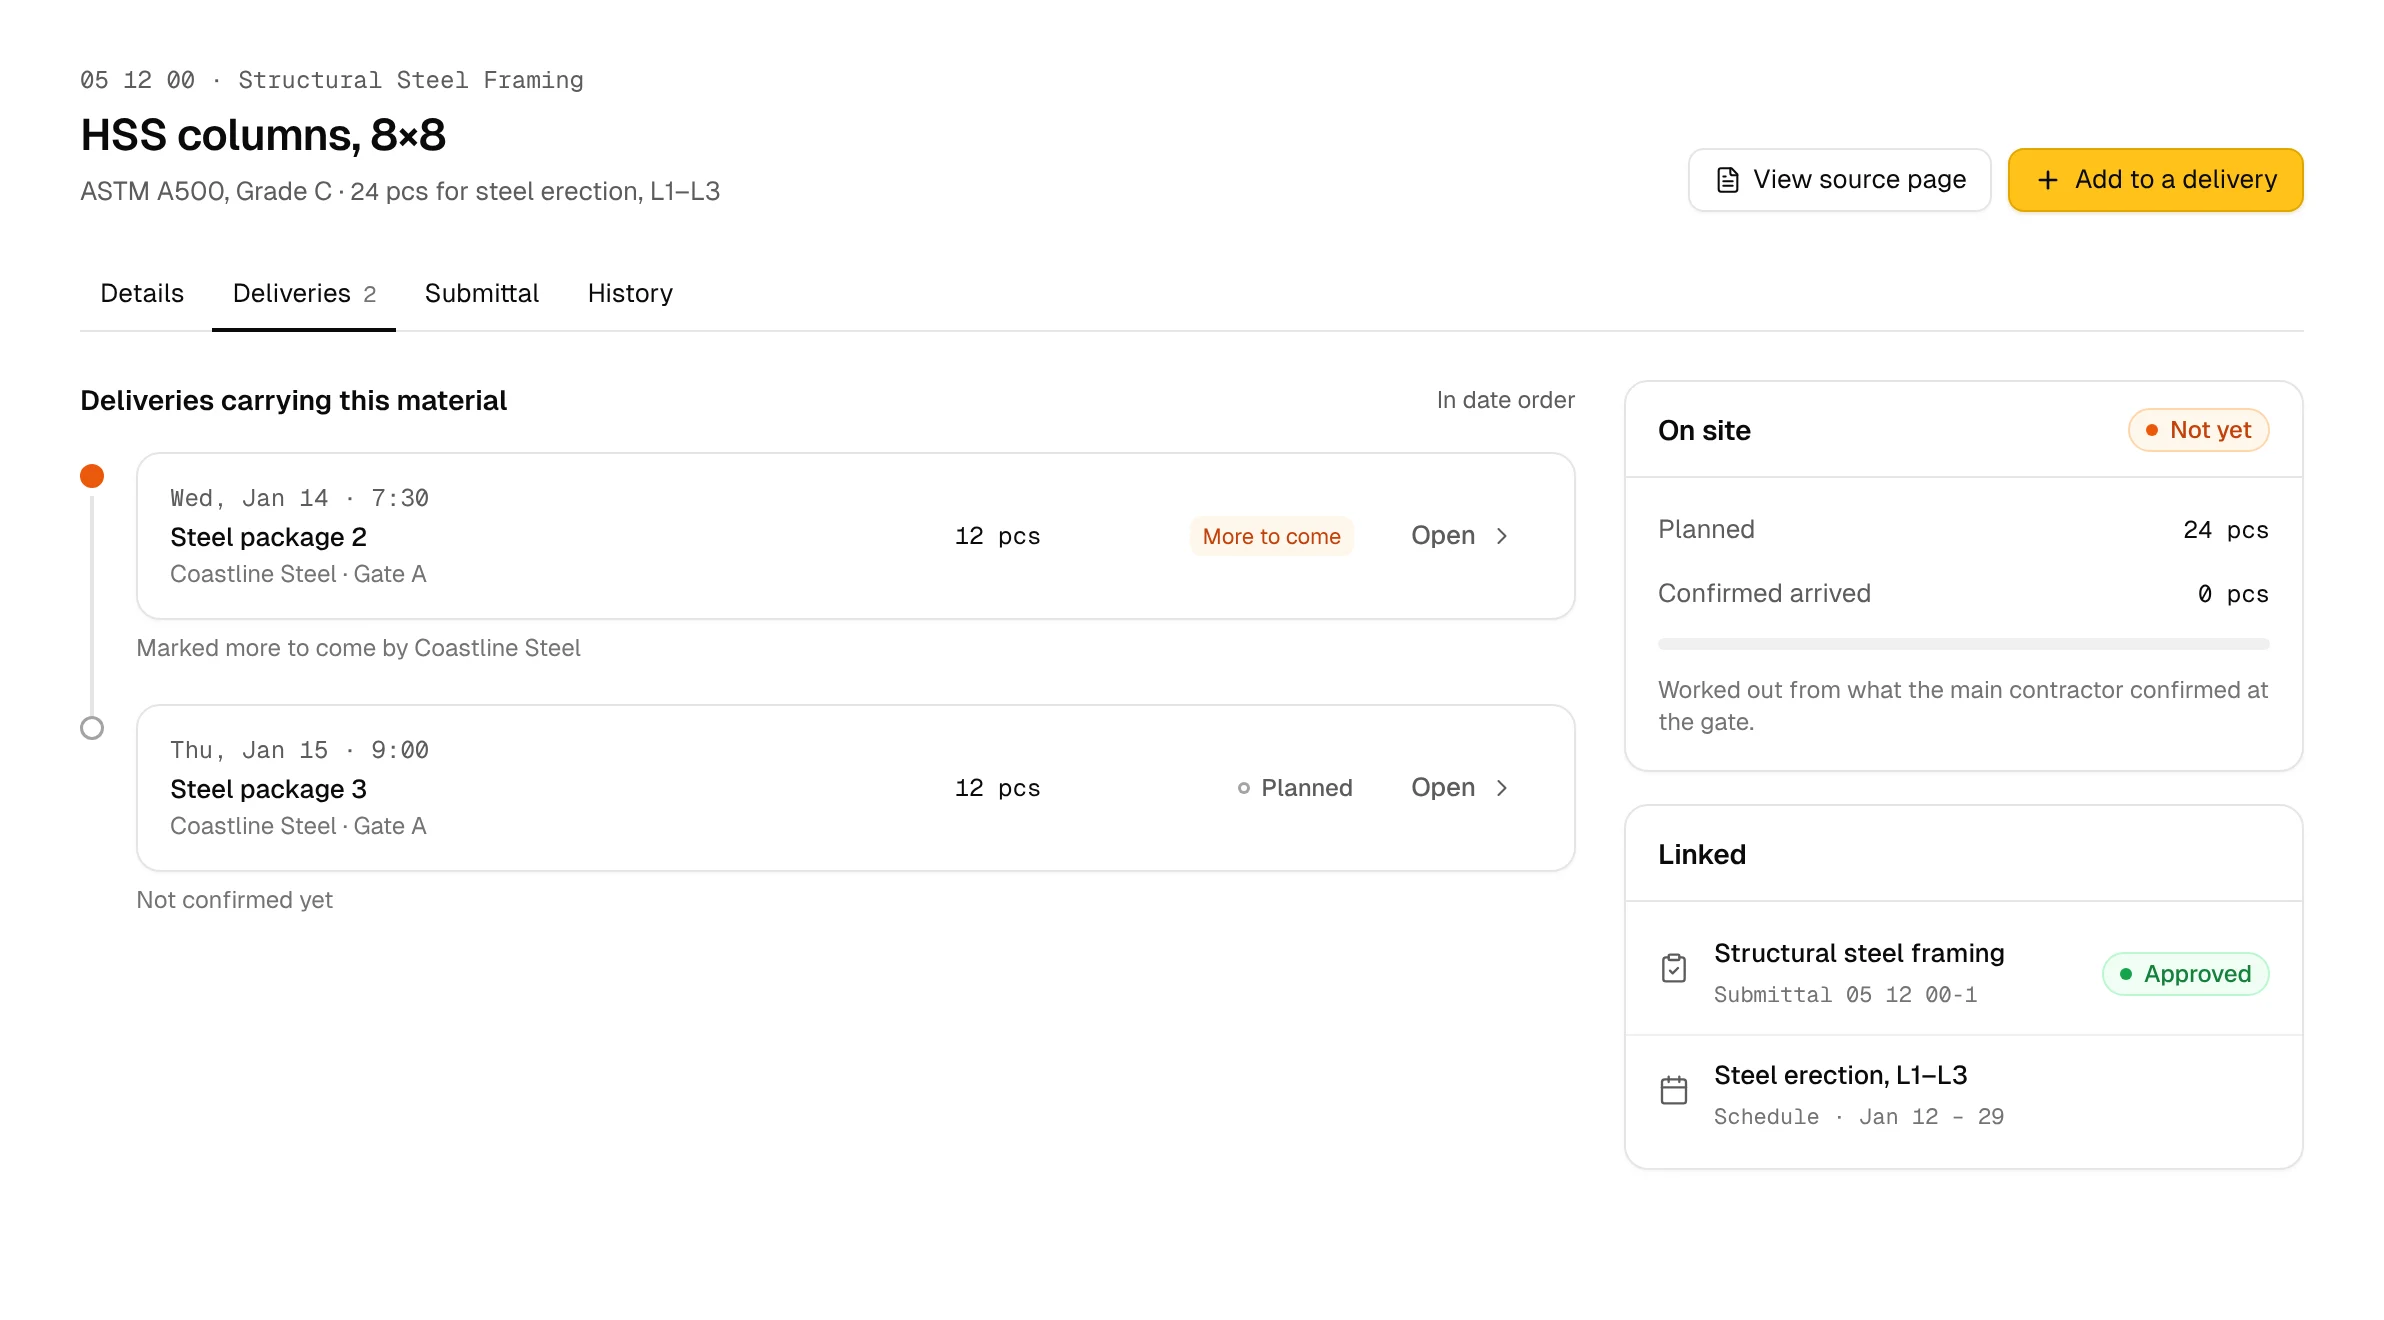 05 12 00 · Structural Steel Framing
HSS columns, 8×8
ASTM A500, Grade C · 24 pcs for steel erection, L1–L3
View source page
Add to a delivery
Details
Deliveries 2
Submittal
History
Deliveries carrying this material
In date order
Wed, Jan 14 · 7:30
Steel package 2
Coastline Steel · Gate A
12 pcs
More to come
Open
Marked more to come by Coastline Steel
Thu, Jan 15 · 9:00
Steel package 3
Coastline Steel · Gate A
12 pcs
Planned
Open
Not confirmed yet
On site
Not yet
Planned
24 pcs
Confirmed arrived
0 pcs
Worked out from what the main contractor confirmed at
the gate.
Linked
Structural steel framing
Submittal 05 12 00-1
Approved
Steel erection, L1–L3
Schedule · Jan 12 – 29